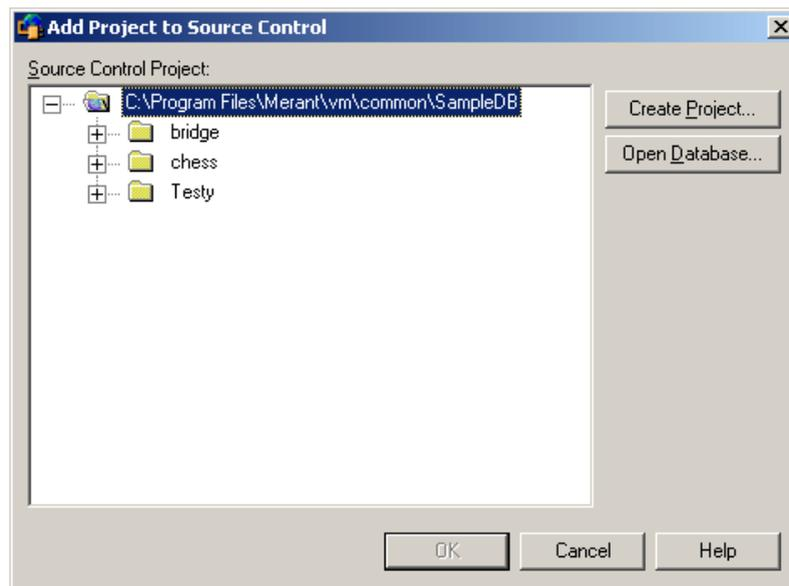 Add Project to Source Control
Source Control Project:
C:\Program Files\Merant\vm\common\SampleDB
bridge
chess
Testy
Create Project...
Open Database...
OK
Cancel
Help